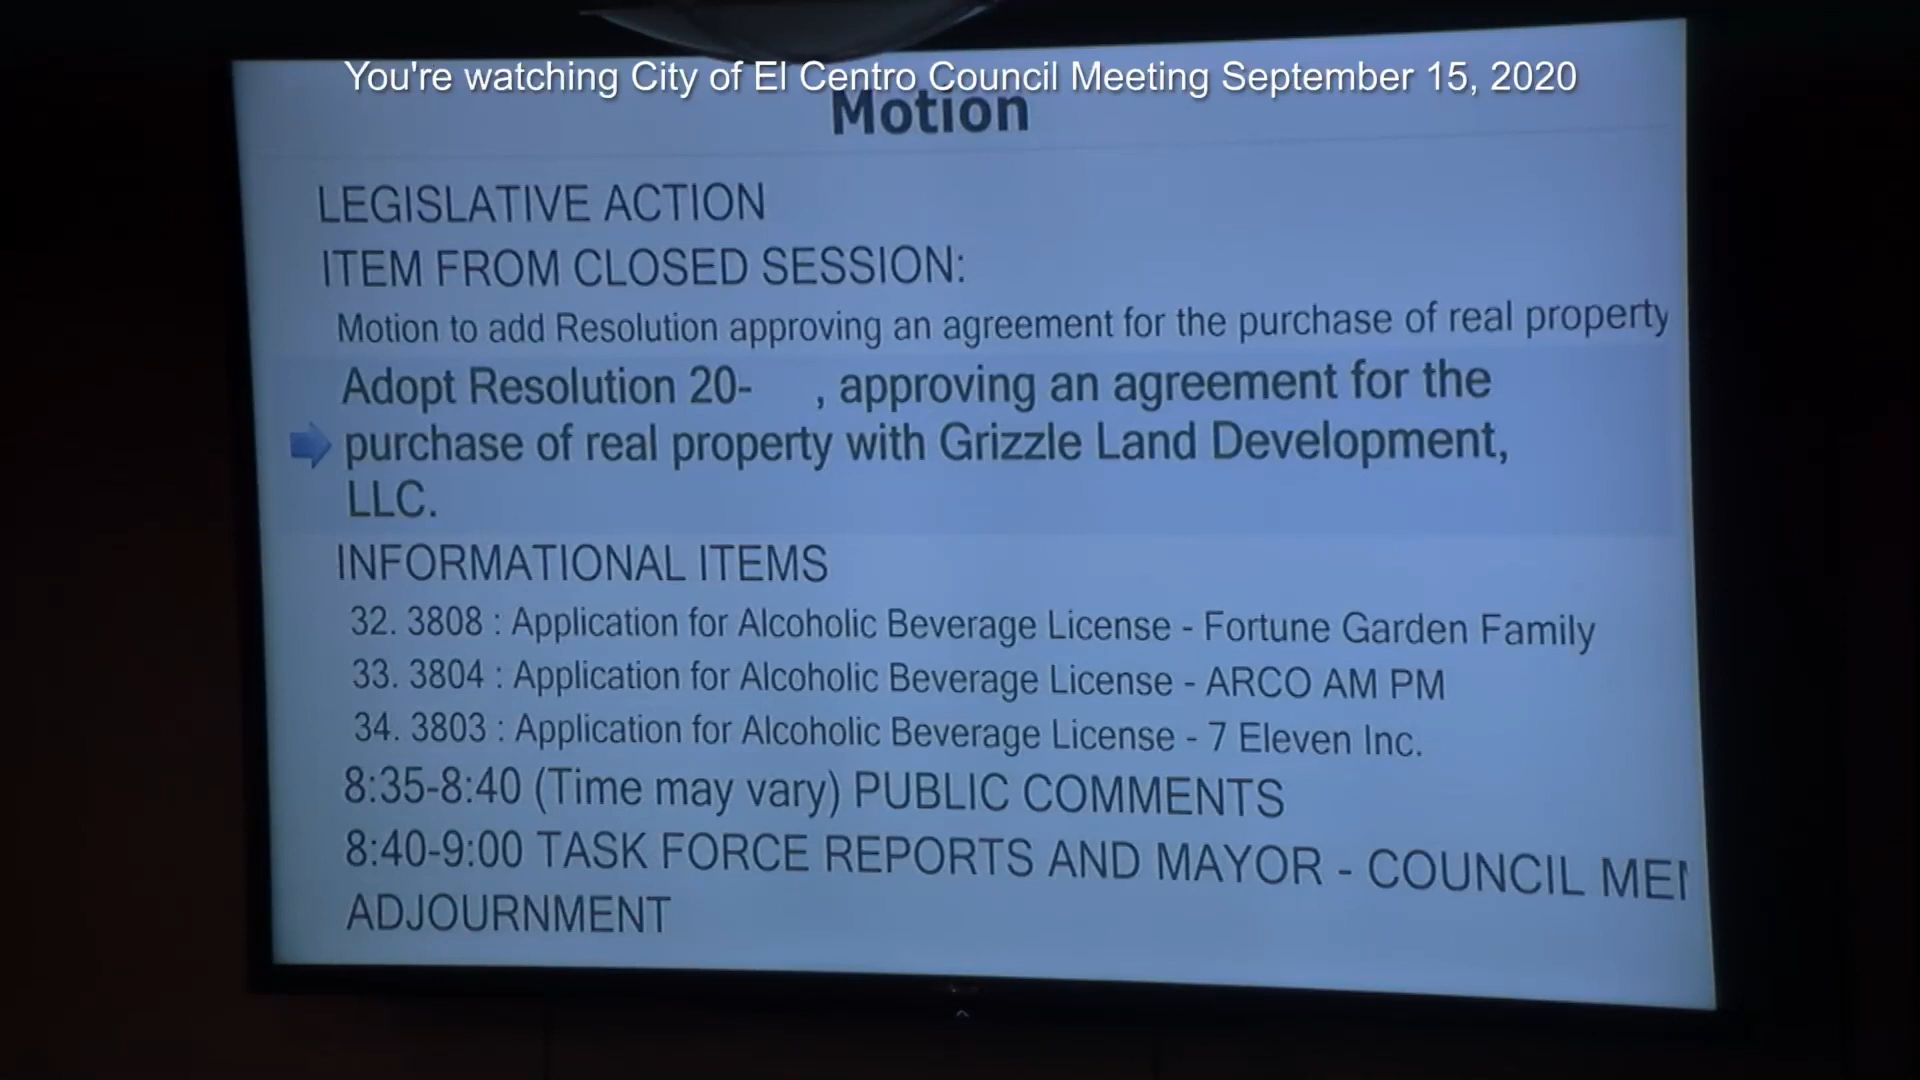 You're watching City of El Centro Council Meeting September 15, 2020
Motion
LEGISLATIVE ACTION
ITEM FROM CLOSED SESSION:
Motion to add Resolution approving an agreement for the purchase of real property
Adopt Resolution 20-     , approving an agreement for the
purchase of real property with Grizzle Land Development,
LLC.
INFORMATIONAL ITEMS
32. 3808 : Application for Alcoholic Beverage License - Fortune Garden Family
33. 3804 : Application for Alcoholic Beverage License - ARCO AM PM
34. 3803 : Application for Alcoholic Beverage License - 7 Eleven Inc.
8:35-8:40 (Time may vary) PUBLIC COMMENTS
8:40-9:00 TASK FORCE REPORTS AND MAYOR - COUNCIL
ADJOURNMENT